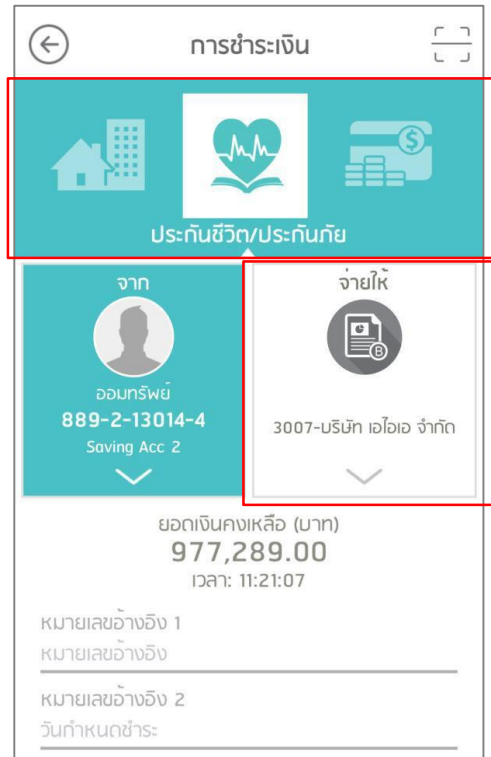 การชำระเงิน
ประกันชีวิต/ประกันภัย
จาก
ออมทรัพย์
889-2-13014-4
Saving Acc 2
จ่ายให้
B
3007-บริษัท เอไอเอ จำกัด
ยอดเงินคงเหลือ (บาท)
977,289.00
เวลา: 11:21:07
หมายเลขอ้างอิง 1
หมายเลขอ้างอิง
หมายเลขอ้างอิง 2
วันกำหนดชำระ